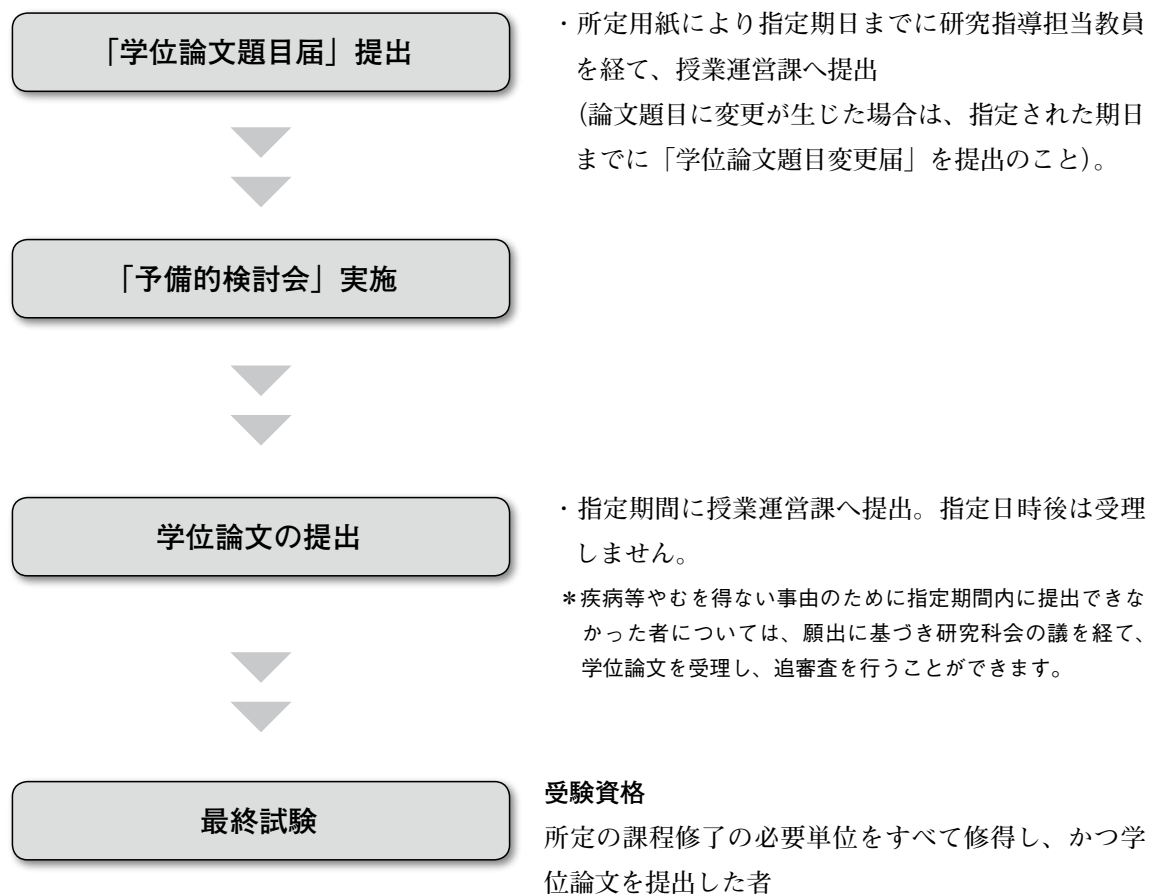 「学位論文題目届」提出
・所定用紙により指定期日までに研究指導担当教員
を経て、授業運営課へ提出
（論文題目に変更が生じた場合は、指定された期日
までに「学位論文題目変更届」を提出のこと）。
「予備的検討会」実施
学位論文の提出
・指定期間に授業運営課へ提出。指定日時後は受理
しません。
＊疾病等やむを得ない事由のために指定期間内に提出できな
かった者については、願出に基づき研究科会の議を経て、
学位論文を受理し、追審査を行うことができます。
最終試験
受験資格
所定の課程修了の必要単位をすべて修得し、かつ学
位論文を提出した者